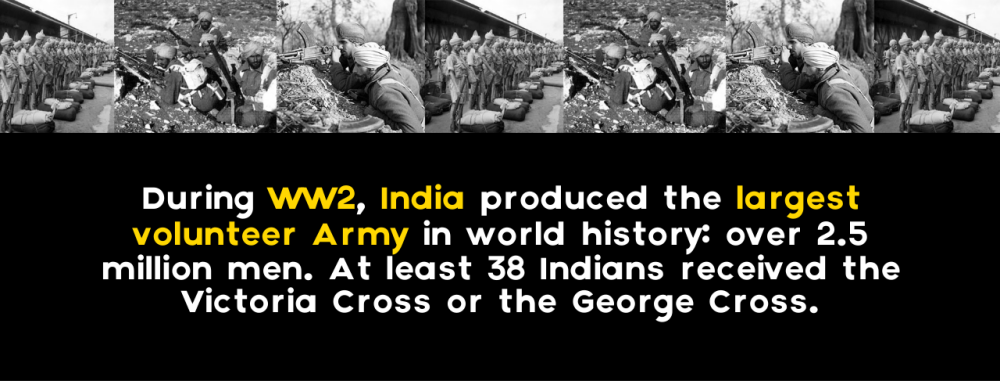 During WW2, India produced the largest
volunteer Army in world history: over 2.5
million men. At least 38 Indians received the
Victoria Cross or the George Cross.